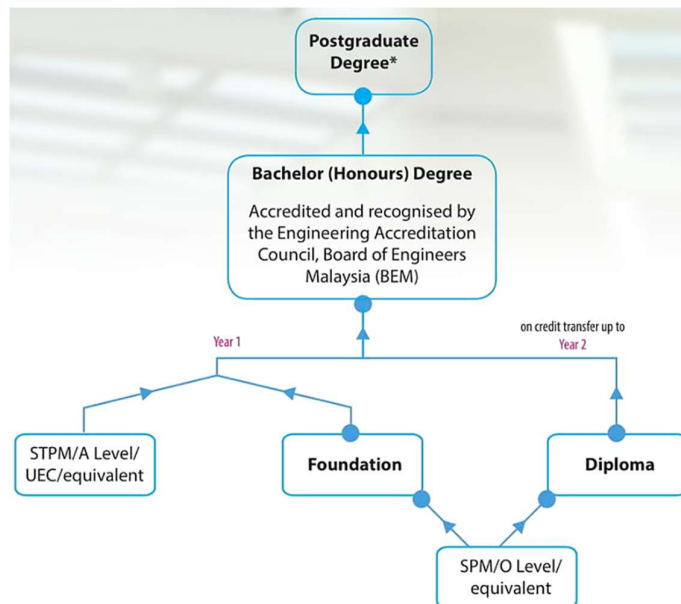 Postgraduate
Degree*
Bachelor (Honours) Degree
Accredited and recognised by
the Engineering Accreditation
Council, Board of Engineers
Malaysia (BEM)
on credit transfer up to
Year 1
Year 2
STPM/A Level/
UEC/equivalent
Foundation
Diploma
SPM/O Level/
equivalent